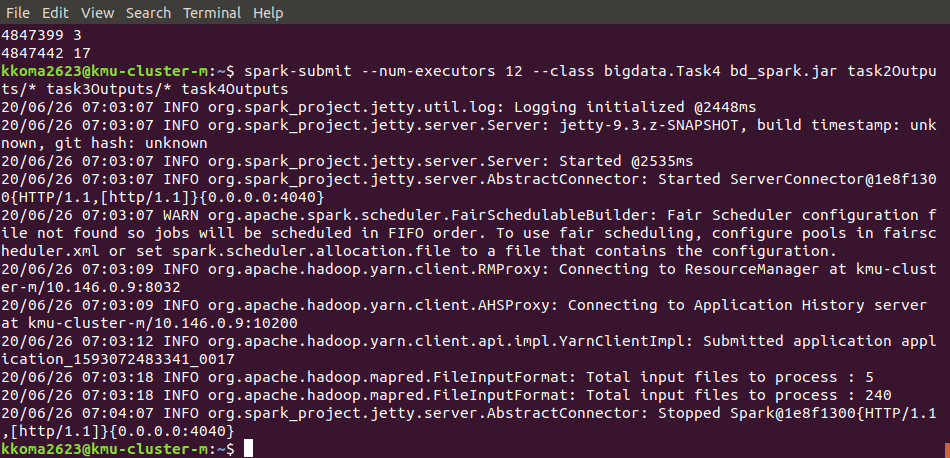 File Edit View Search Terminal Help
4847399 3
4847442 17
kkoma2623@kmu-cluster-m:~$ spark-submit --num-executors 12 --class bigdata.Task4 bd_spark.jar task2Outpu
ts/* task3Outputs/* task4Outputs
20/06/26 07:03:07 INFO org.spark_project.jetty.util.log: Logging initialized @2448ms
20/06/26 07:03:07 INFO org.spark_project.jetty.server.Server: jetty-9.3.z-SNAPSHOT, build timestamp: unk
nown, git hash: unknown
20/06/26 07:03:07 INFO org.spark_project.jetty.server.Server: Started @2535ms
20/06/26 07:03:07 INFO org.spark_project.jetty.server.AbstractConnector: Started ServerConnector@1e8f130
0{HTTP/1.1,[http/1.1]}{0.0.0.0:4040}
20/06/26 07:03:07 WARN org.apache.spark.scheduler.FairSchedulableBuilder: Fair Scheduler configuration f
ile not found so jobs will be scheduled in FIFO order. To use fair scheduling, configure pools in fairsc
heduler.xml or set spark.scheduler.allocation.file to a file that contains the configuration.
20/06/26 07:03:09 INFO org.apache.hadoop.yarn.client.RMProxy: Connecting to ResourceManager at kmu-clust
er-m/10.146.0.9:8032
20/06/26 07:03:09 INFO org.apache.hadoop.yarn.client.AHSProxy: Connecting to Application History server
at kmu-cluster-m/10.146.0.9:10200
20/06/26 07:03:12 INFO org.apache.hadoop.yarn.client.api.impl.YarnClientImpl: Submitted application appl
ication_1593072483341_0017
20/06/26 07:03:18 INFO org.apache.hadoop.mapred.FileInputFormat: Total input files to process : 5
20/06/26 07:03:18 INFO org.apache.hadoop.mapred.FileInputFormat: Total input files to process : 240
20/06/26 07:04:07 INFO org.spark_project.jetty.server.AbstractConnector: Stopped Spark@1e8f1300{HTTP/1.1
,[http/1.1]}{0.0.0.0:4040}
kkoma2623@kmu-cluster-m:~$